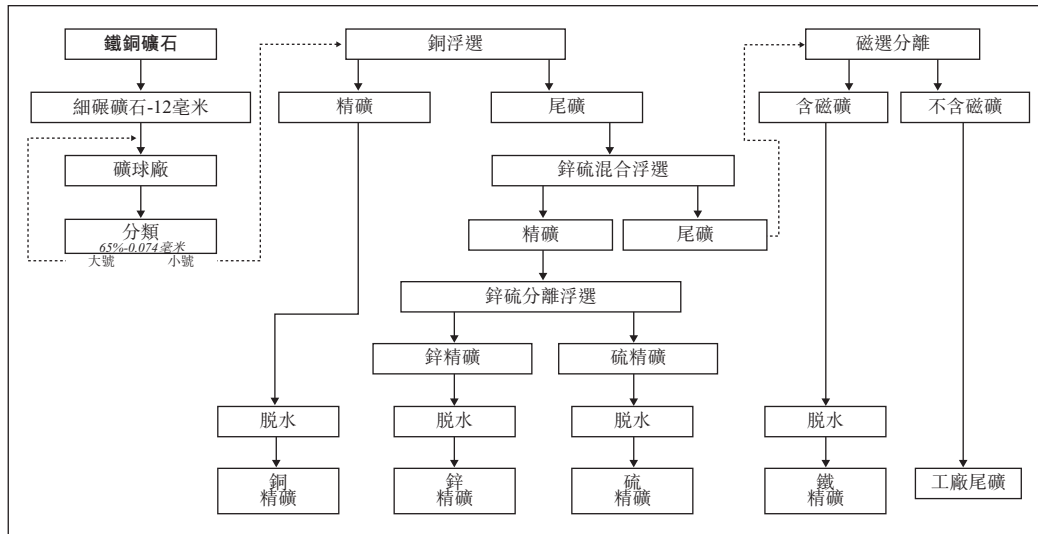 鐵銅礦石
細碾礦石-12毫米
礦球廠
分類
65%-0.074毫米
大號
小號
銅浮選
精礦
尾礦
鋅硫混合浮選
精礦
尾礦
鋅硫分離浮選
鋅精礦
硫精礦
磁選分離
含磁礦
不含磁礦
脱水
脱水
脱水
脱水
銅
精礦
鋅
精礦
硫
精礦
鐵
精礦
工廠尾礦